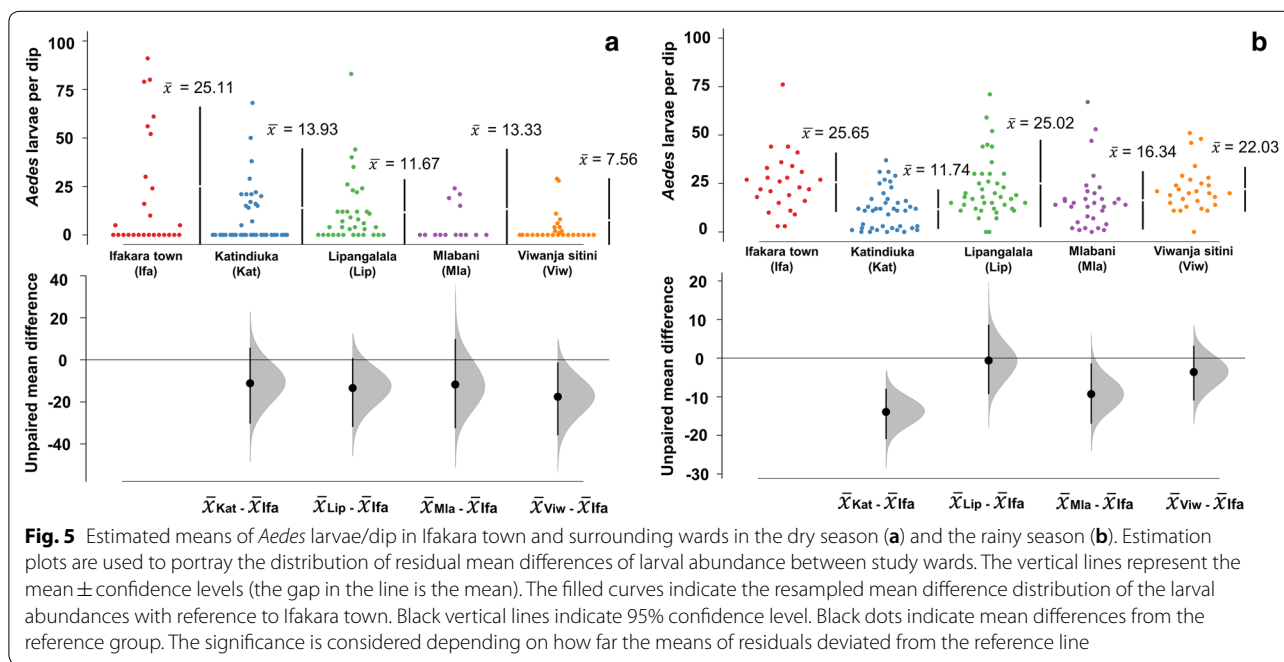 a
Aedes larvae per dip
100
75
50
25
0
x̄ = 25.11
x̄ = 13.93
x̄ = 11.67
x̄ = 13.33
x̄ = 7.56
Ifakara town
(Ifa)
Katindiuka
(Kat)
Lipangalala
(Lip)
Mlabani
(Mla)
Viwanja sitini
(Viw)
Unpaired mean difference
40
20
0
-20
-40
x̄Kat - x̄Ifa
x̄Lip - x̄Ifa
x̄Mla - x̄Ifa
x̄Viw - x̄Ifa
b
Aedes larvae per dip
100
75
50
25
0
x̄ = 25.65
x̄ = 11.74
x̄ = 25.02
x̄ = 16.34
x̄ = 22.03
Ifakara town
(Ifa)
Katindiuka
(Kat)
Lipangalala
(Lip)
Mlabani
(Mla)
Viwanja sitini
(Viw)
Unpaired mean difference
20
10
0
-10
-20
-30
x̄Kat - x̄Ifa
x̄Lip - x̄Ifa
x̄Mla - x̄Ifa
x̄Viw - x̄Ifa
Fig. 5 Estimated means of Aedes larvae/dip in Ifakara town and surrounding wards in the dry season (a) and the rainy season (b). Estimation
plots are used to portray the distribution of residual mean differences of larval abundance between study wards. The vertical lines represent the
mean ± confidence levels (the gap in the line is the mean). The filled curves indicate the resampled mean difference distribution of the larval
abundances with reference to Ifakara town. Black vertical lines indicate 95% confidence level. Black dots indicate mean differences from the
reference group. The significance is considered depending on how far the means of residuals deviated from the reference line